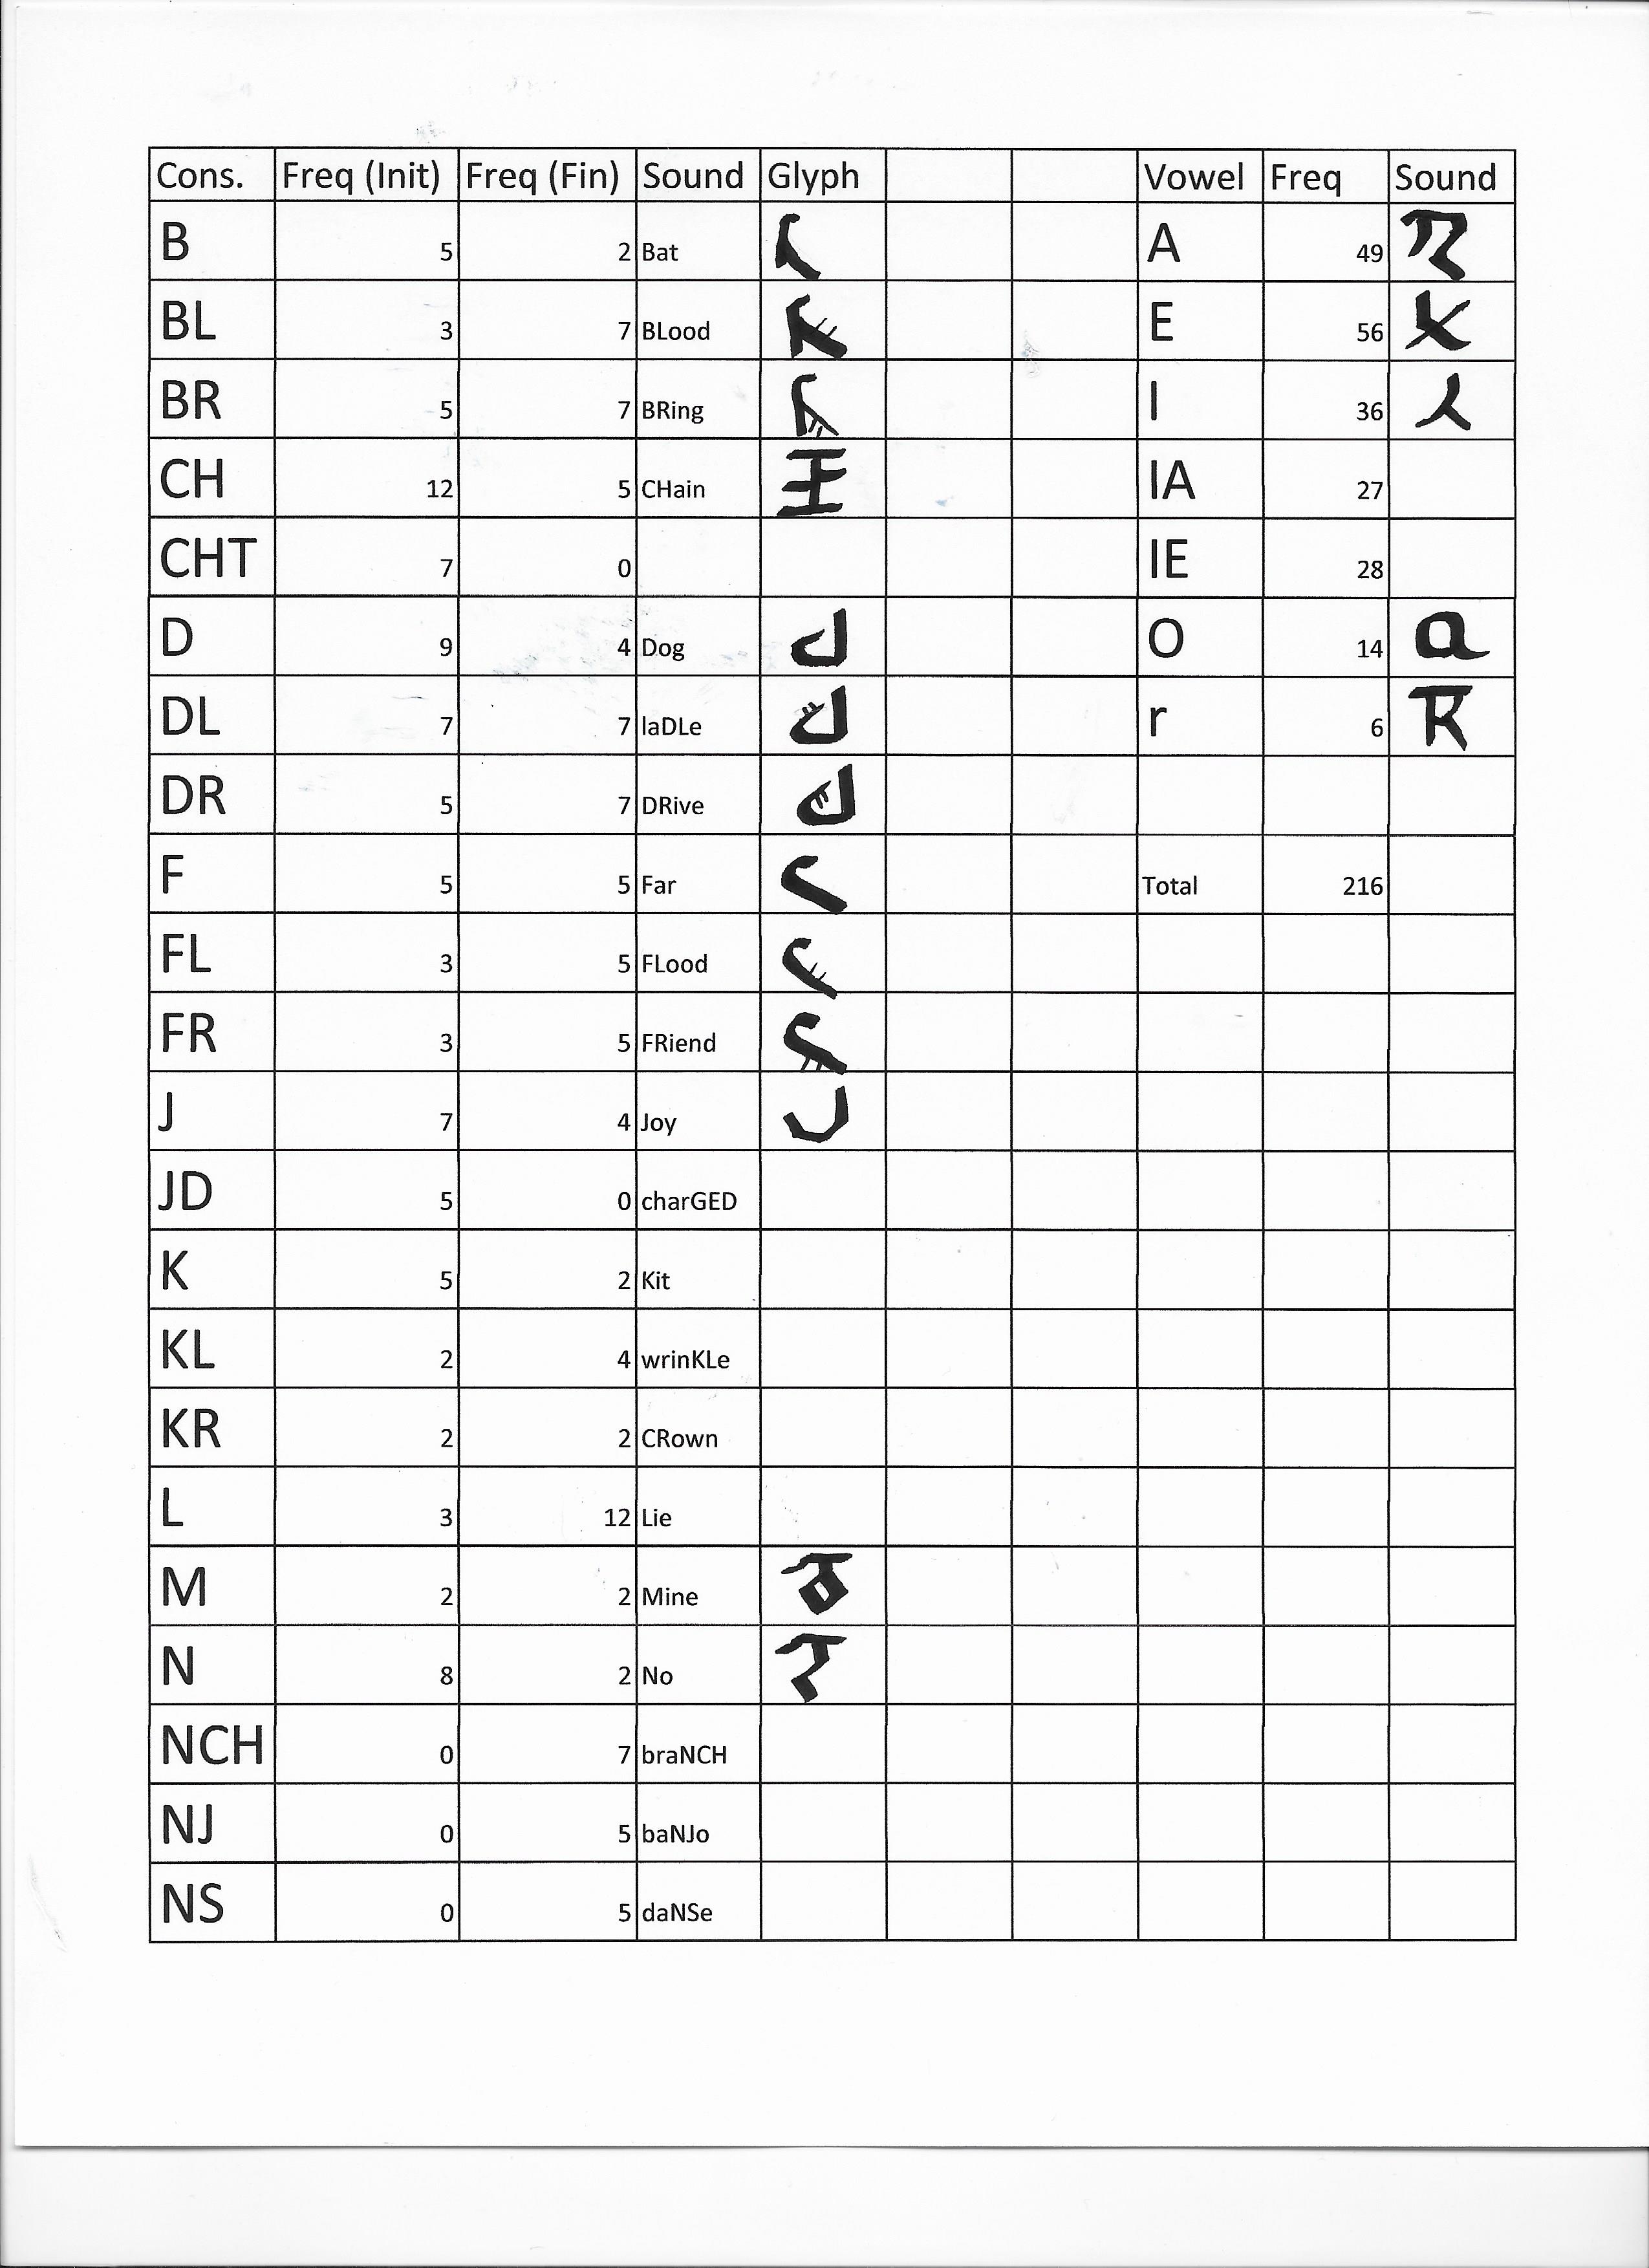 Cons. Freq (Init) Freq (Fin) Sound Glyph Vowel Freq Sound
B 5 2 Bat A 49
BL 3 7 BLood E 56
BR 5 7 BRing I 36
CH 12 5 CHain IA 27
CHT 7 0 IE 28
D 9 4 Dog O 14
DL 7 7 laDLe r 6
DR 5 7 DRive
F 5 5 Far Total 216
FL 3 5 FLood
FR 3 5 FRiend
J 7 4 Joy
JD 5 0 charGED
K 5 2 Kit
KL 2 4 wrinKLe
KR 2 2 CRown
L 3 12 Lie
M 2 2 Mine
N 8 2 No
NCH 0 7 braNCH
NJ 0 5 baNJo
NS 0 5 daNSe